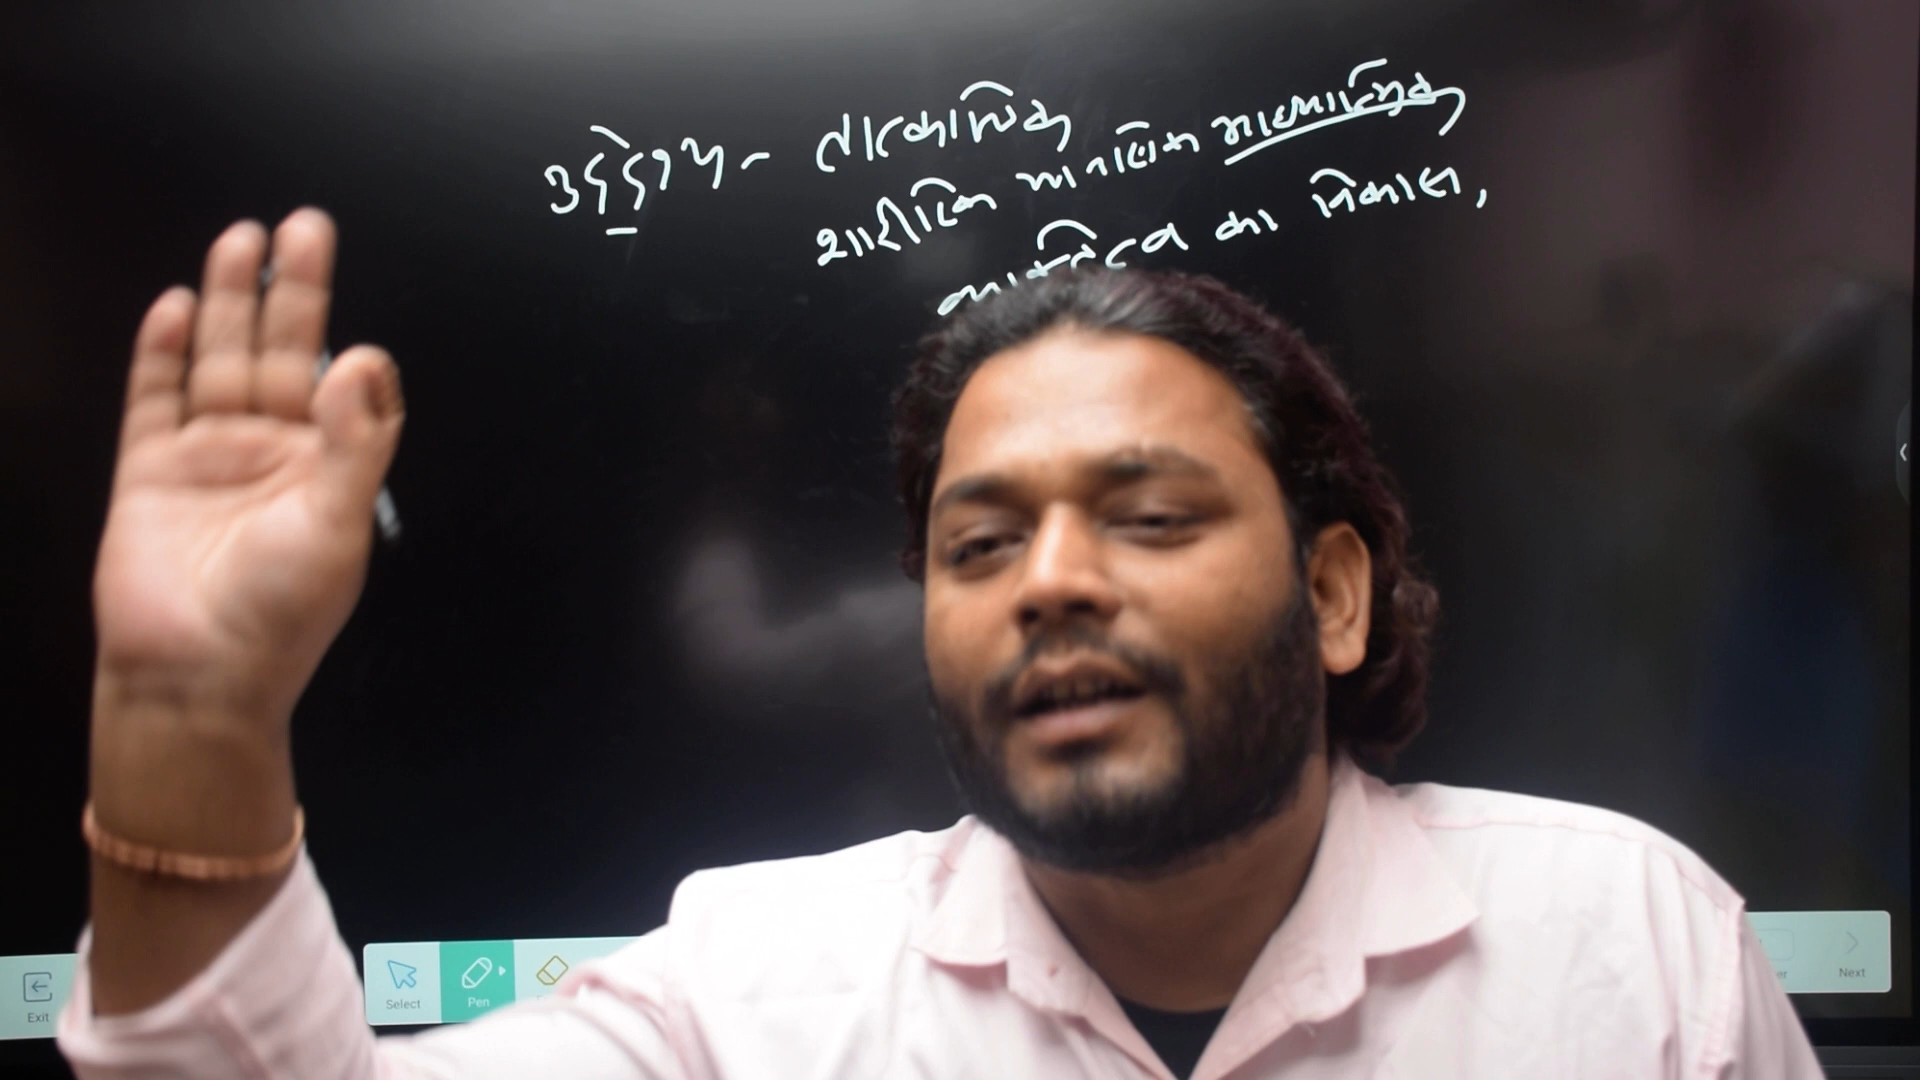 उद्देश्य - तात्कालिक
शारीरिक मानसिक आध्यात्मिक
का विकास,
Exit
Select
Pen
Next